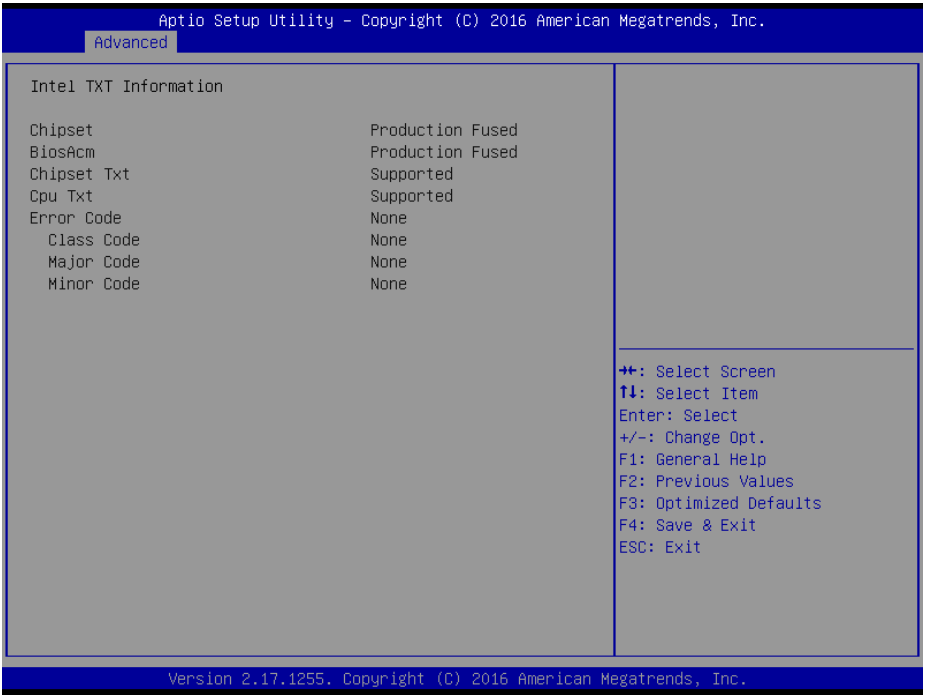 Aptio Setup Utility – Copyright (C) 2016 American Megatrends, Inc.
Advanced
Intel TXT Information
Chipset Production Fused
BiosAcm Production Fused
Chipset Txt Supported
Cpu Txt Supported
Error Code None
Class Code None
Major Code None
Minor Code None
→←: Select Screen
↑↓: Select Item
Enter: Select
+/-: Change Opt.
F1: General Help
F2: Previous Values
F3: Optimized Defaults
F4: Save & Exit
ESC: Exit
Version 2.17.1255. Copyright (C) 2016 American Megatrends, Inc.